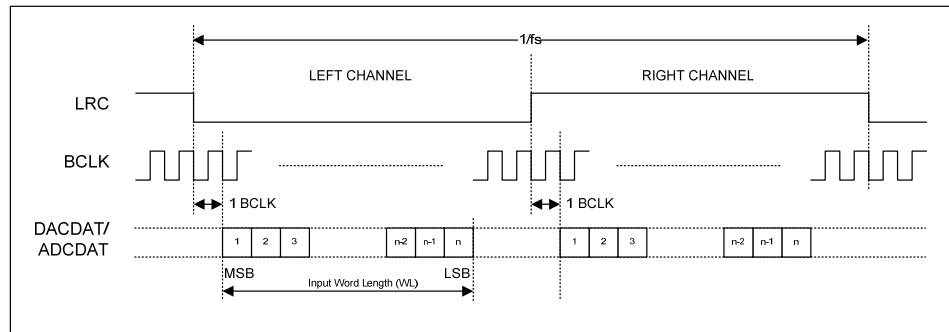 1/fs
LEFT CHANNEL
RIGHT CHANNEL
LRC
BCLK
1 BCLK
1 BCLK
DACDAT/
ADCDAT
1 2 3 n-2 n-1 n 1 2 3 n-2 n-1 n
MSB LSB
Input Word Length (WL)